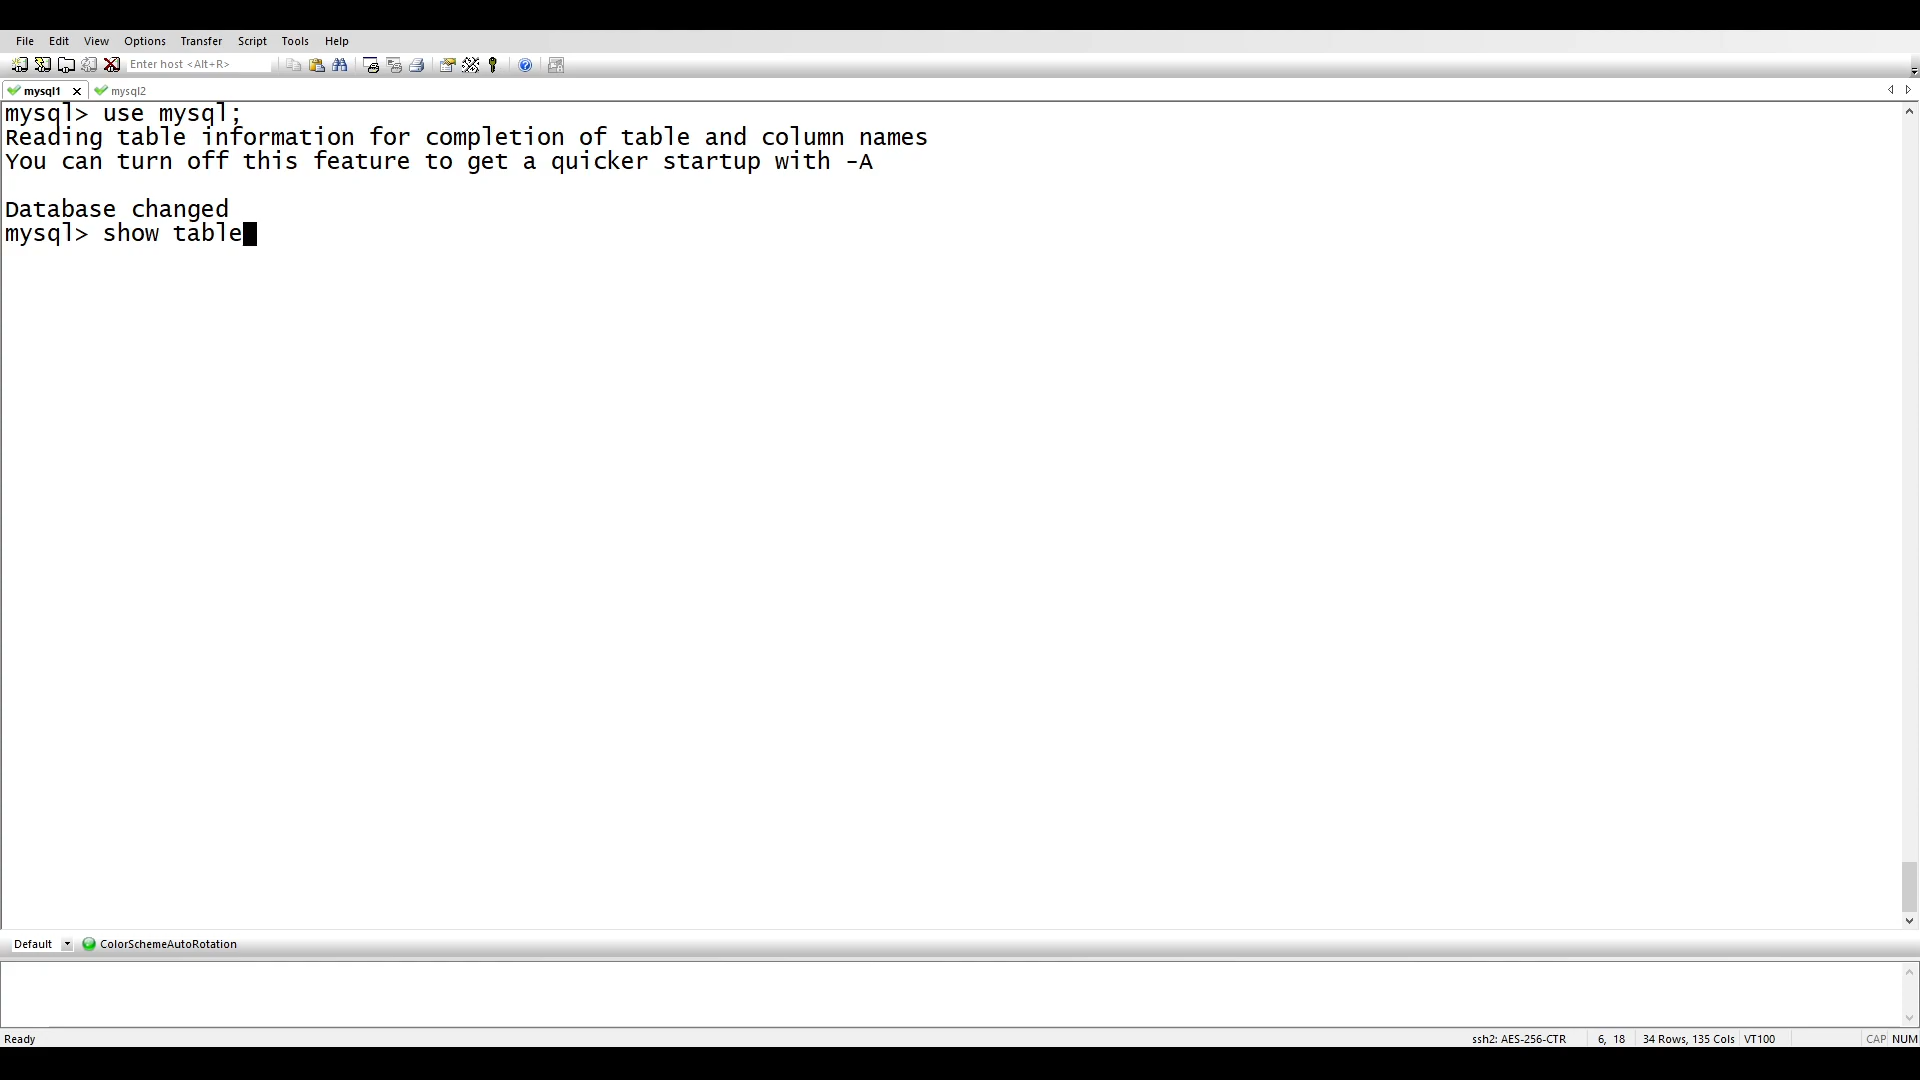 File Edit View Options Transfer Script Tools Help
Enter host <Alt+R>
mysql1 mysql2
mysql> use mysql;
Reading table information for completion of table and column names
You can turn off this feature to get a quicker startup with -A
Database changed
mysql> show table
Default ColorSchemeAutoRotation
Ready ssh2: AES-256-CTR 6, 18 34 Rows, 135 Cols VT100 CAP NUM